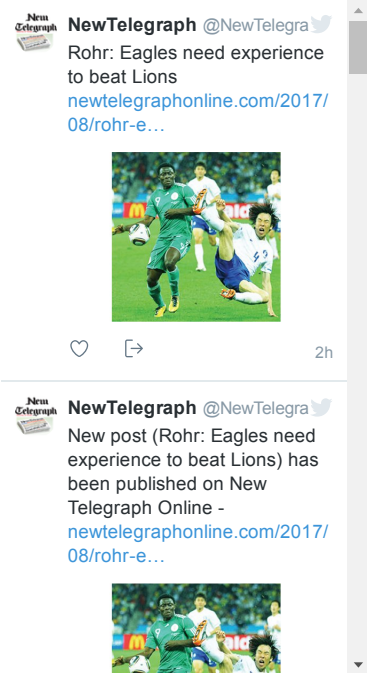 New
Telegraph
NewTelegraph @NewTelegra
Rohr: Eagles need experience
to beat Lions
newtelegraphonline.com/2017/
08/rohr-e…
2h
New
Telegraph
NewTelegraph @NewTelegra
New post (Rohr: Eagles need
experience to beat Lions) has
been published on New
Telegraph Online -
newtelegraphonline.com/2017/
08/rohr-e…